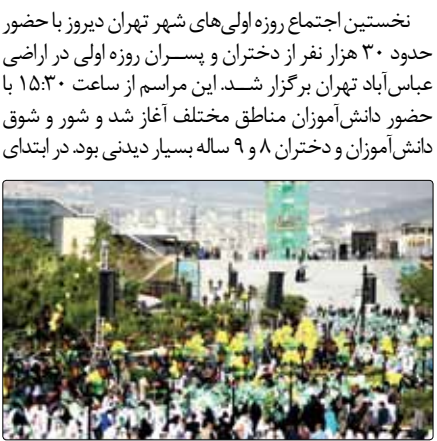 نخستین اجتماع روزه اولی‌های شهر تهران دیروز با حضور
حدود ۳۰ هزار نفر از دختران و پسران روزه اولی در اراضی
عباس‌آباد تهران برگزار شد. این مراسم از ساعت ۱۵:۳۰ با
حضور دانش‌آموزان مناطق مختلف آغاز شد و شور و شوق
دانش‌آموزان و دختران ۸ و ۹ ساله بسیار دیدنی بود. در ابتدای